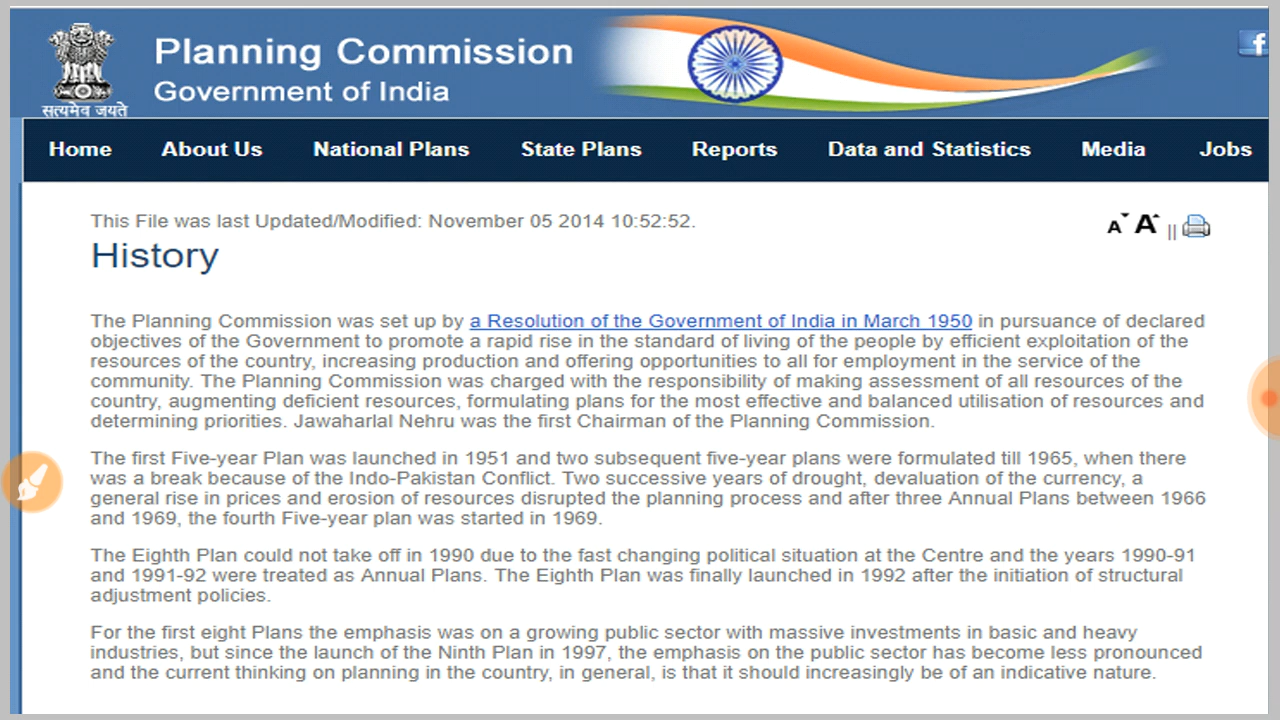 सत्यमेव जयते
Planning Commission
Government of India
f
Home About Us National Plans State Plans Reports Data and Statistics Media Jobs
This File was last Updated/Modified: November 05 2014 10:52:52.
A A ||
History
The Planning Commission was set up by a Resolution of the Government of India in March 1950 in pursuance of declared
objectives of the Government to promote a rapid rise in the standard of living of the people by efficient exploitation of the
resources of the country, increasing production and offering opportunities to all for employment in the service of the
community. The Planning Commission was charged with the responsibility of making assessment of all resources of the
country, augmenting deficient resources, formulating plans for the most effective and balanced utilisation of resources and
determining priorities. Jawaharlal Nehru was the first Chairman of the Planning Commission.
The first Five-year Plan was launched in 1951 and two subsequent five-year plans were formulated till 1965, when there
was a break because of the Indo-Pakistan Conflict. Two successive years of drought, devaluation of the currency, a
general rise in prices and erosion of resources disrupted the planning process and after three Annual Plans between 1966
and 1969, the fourth Five-year plan was started in 1969.
The Eighth Plan could not take off in 1990 due to the fast changing political situation at the Centre and the years 1990-91
and 1991-92 were treated as Annual Plans. The Eighth Plan was finally launched in 1992 after the initiation of structural
adjustment policies.
For the first eight Plans the emphasis was on a growing public sector with massive investments in basic and heavy
industries, but since the launch of the Ninth Plan in 1997, the emphasis on the public sector has become less pronounced
and the current thinking on planning in the country, in general, is that it should increasingly be of an indicative nature.